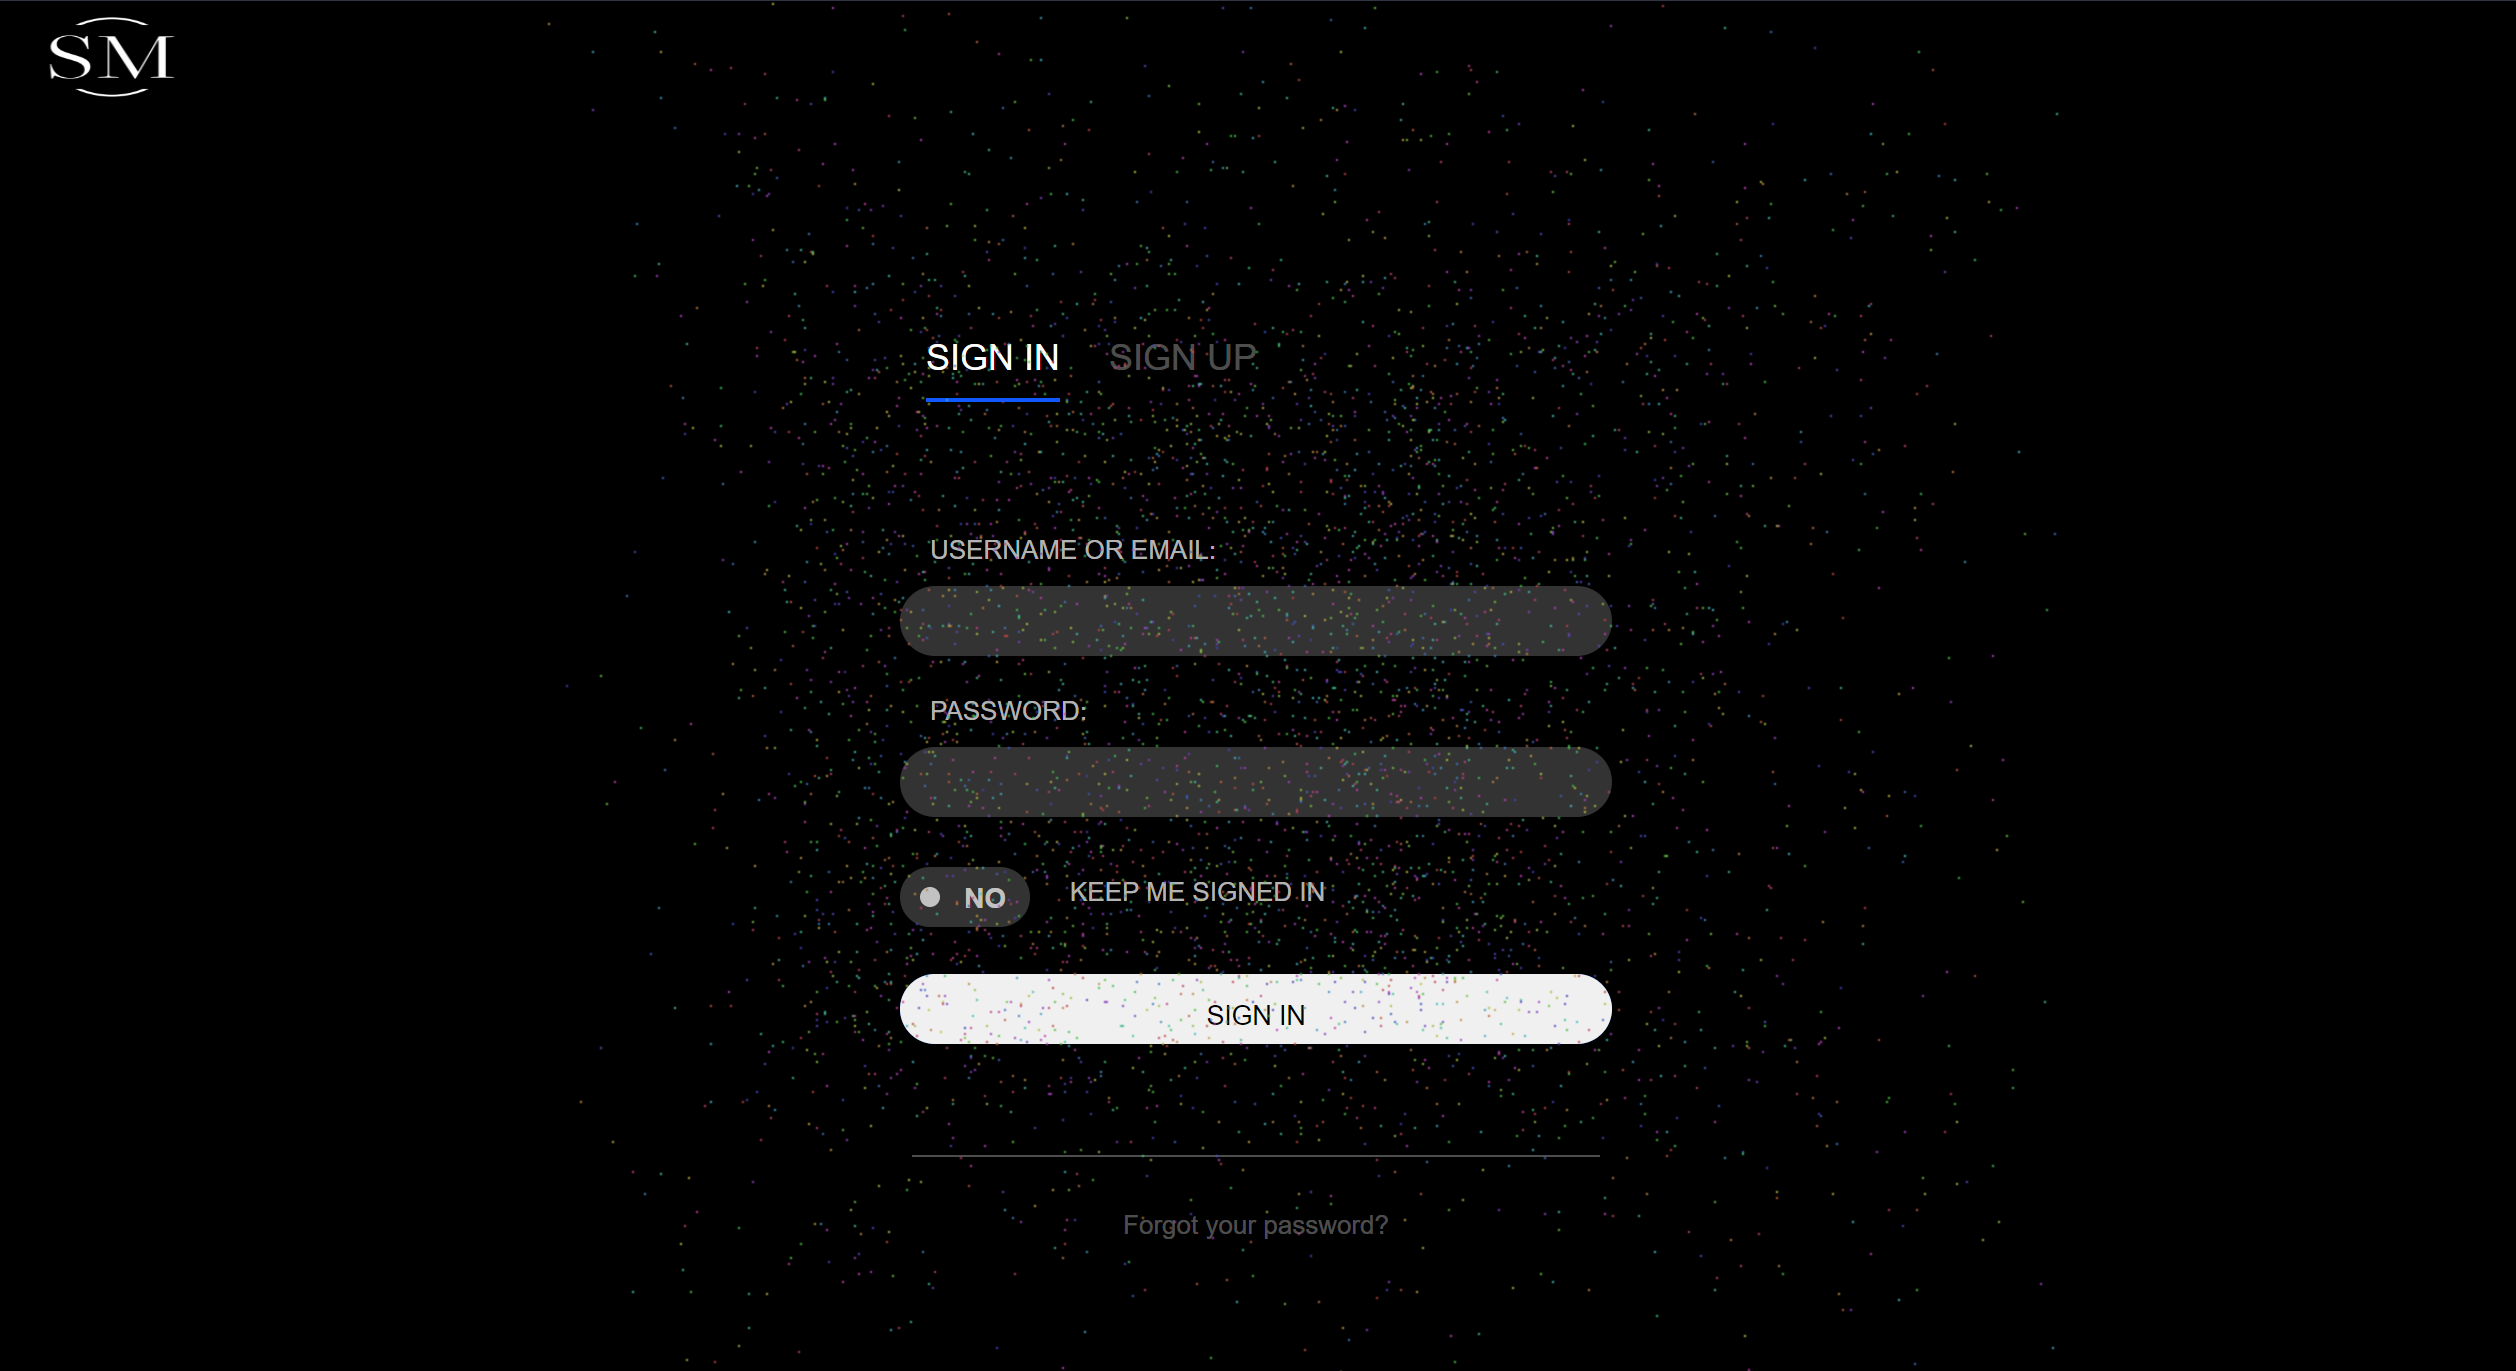 SM
SIGN IN SIGN UP
USERNAME OR EMAIL:
PASSWORD:
NO KEEP ME SIGNED IN
SIGN IN
Forgot your password?